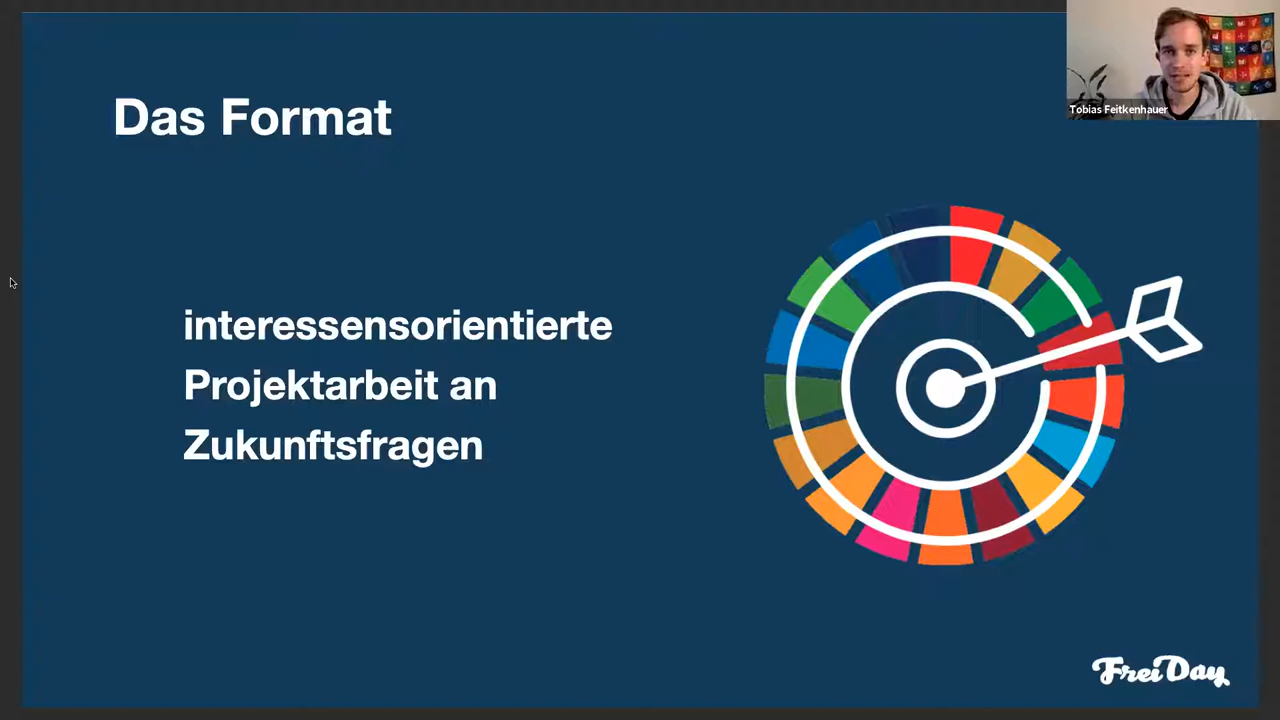 Das Format
Tobias Feitkenhauer
interessensorientierte
Projektarbeit an
Zukunftsfragen
FreiDay